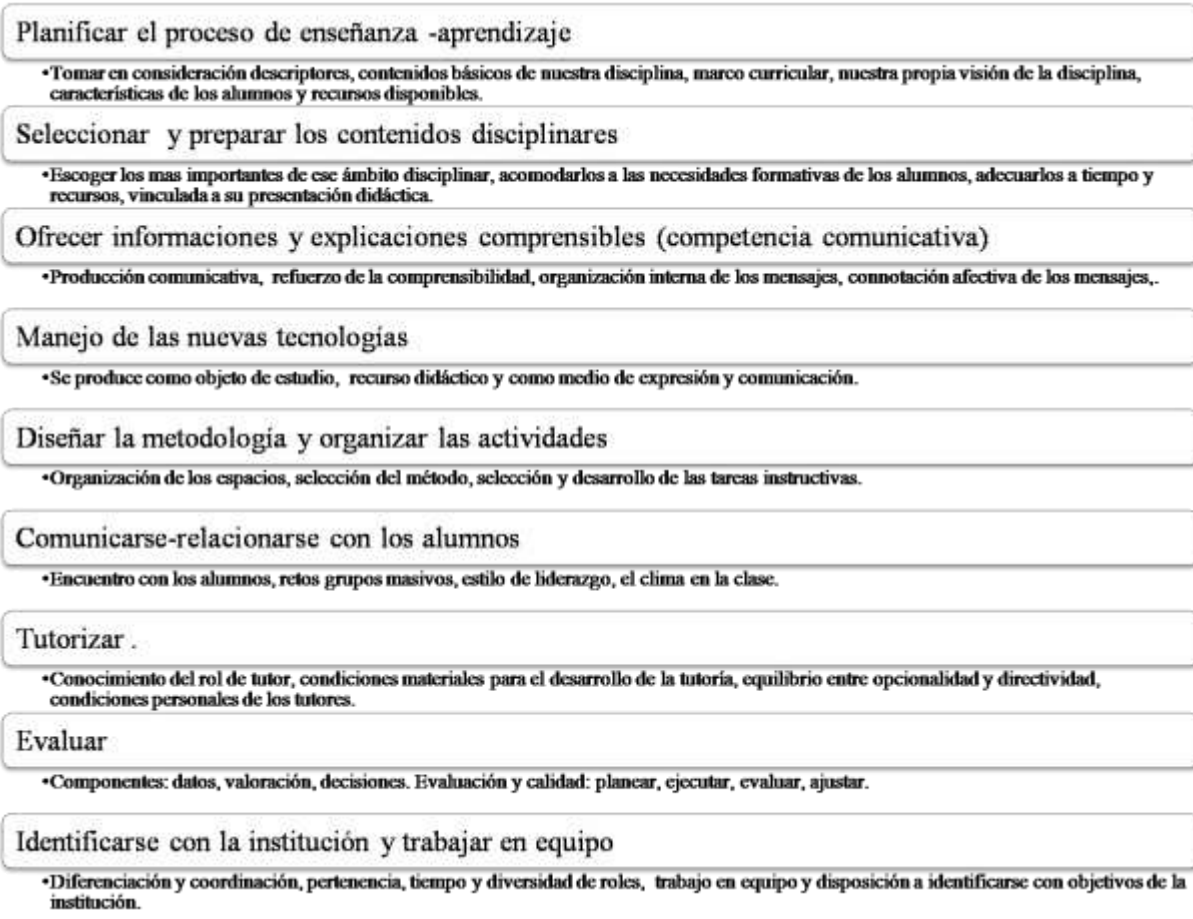 Planificar el proceso de enseñanza -aprendizaje
•Tomar en consideración descriptores, contenidos básicos de nuestra disciplina, marco curricular, nuestra propia visión de la disciplina,
características de los alumnos y recursos disponibles.
Seleccionar y preparar los contenidos disciplinares
•Escoger los mas importantes de ese ámbito disciplinar, acomodarlos a las necesidades formativas de los alumnos, adecuarlos a tiempo y
recursos, vinculada a su presentación didáctica.
Ofrecer informaciones y explicaciones comprensibles (competencia comunicativa)
•Producción comunicativa, refuerzo de la comprensibilidad, organización interna de los mensajes, connotación afectiva de los mensajes,.
Manejo de las nuevas tecnologías
•Se produce como objeto de estudio, recurso didáctico y como medio de expresión y comunicación.
Diseñar la metodología y organizar las actividades
•Organización de los espacios, selección del método, selección y desarrollo de las tareas instructivas.
Comunicarse-relacionarse con los alumnos
•Encuentro con los alumnos, retos grupos masivos, estilo de liderazgo, el clima en la clase.
Tutorizar .
•Conocimiento del rol de tutor, condiciones materiales para el desarrollo de la tutoría, equilibrio entre opcionalidad y directividad,
condiciones personales de los tutores.
Evaluar
•Componentes: datos, valoración, decisiones. Evaluación y calidad: planear, ejecutar, evaluar, ajustar.
Identificarse con la institución y trabajar en equipo
•Diferenciación y coordinación, pertenencia, tiempo y diversidad de roles, trabajo en equipo y disposición a identificarse con objetivos de la
institución.